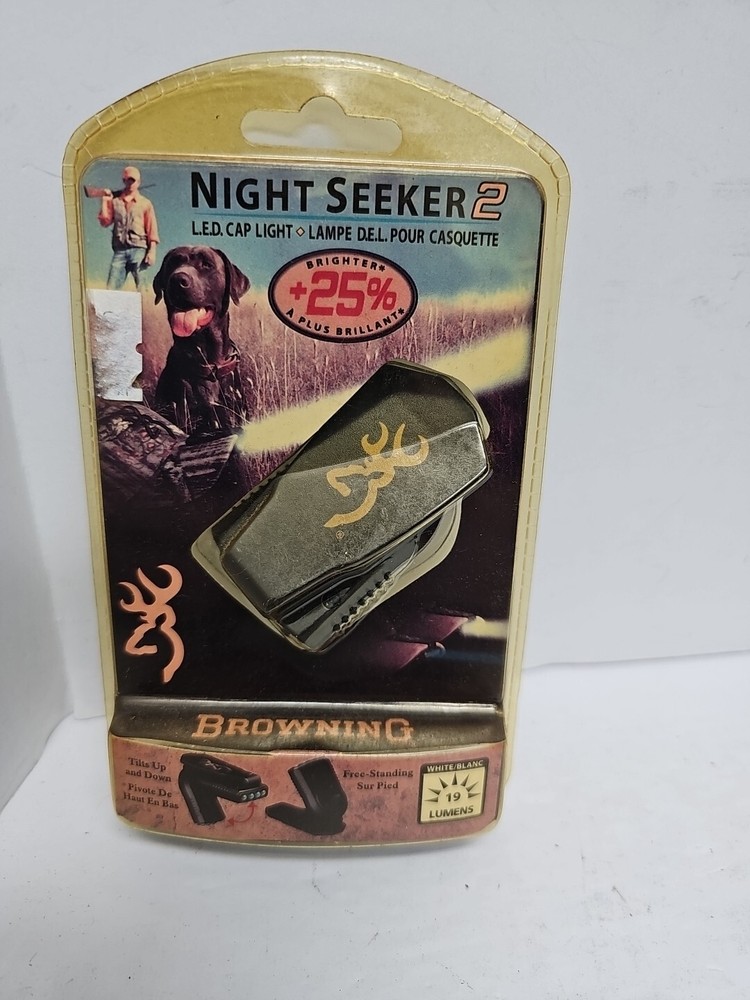 NIGHT SEEKER 2
L.E.D. CAP LIGHT ◇ LAMPE D.E.L. POUR CASQUETTE
BRIGHTER*
+25%
A PLUS BRILLANT*
®
BROWNING
Tilts Up
and Down
Pivote De
Haut En Bas
Free-Standing
Sur Pied
WHITE/BLANC
19
LUMENS